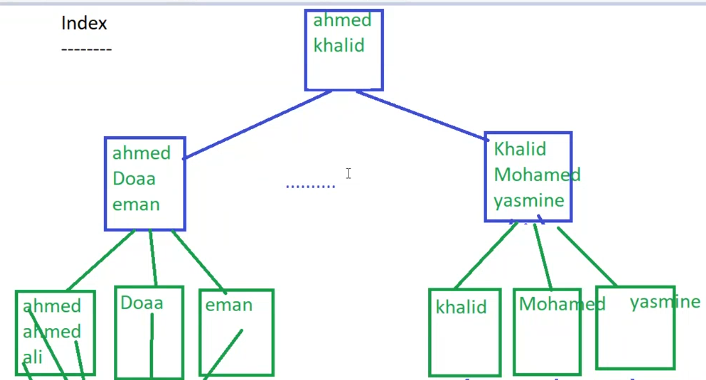 Index
--------
ahmed
khalid
ahmed
Doaa
eman
..........
Khalid
Mohamed
yasmine
ahmed
ahmed
ali
Doaa
eman
khalid
Mohamed
yasmine